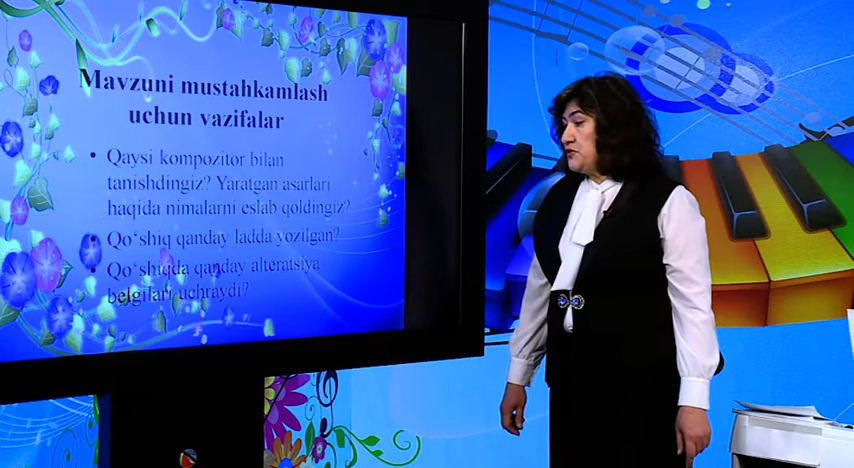 Mavzuni mustahkamlash
uchun vazifalar
• Qaysi kompozitor bilan
tanishdingiz? Yaratgan asarlari
haqida nimalarni eslab qoldingiz?
• Qo‘shiq qanday ladda yozilgan?
• Qo‘shiqda qanday alteratsiya
belgilari uchraydi?